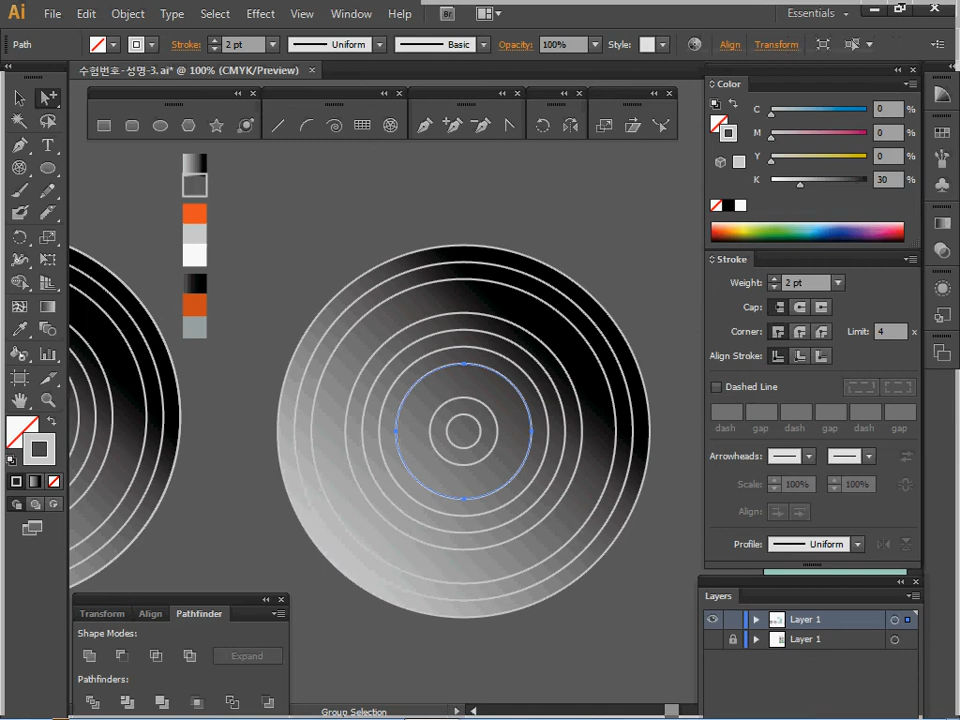 Ai File Edit Object Type Select Effect View Window Help Br Essentials
Path Stroke: 2 pt Uniform Basic Opacity: 100% Style: Align Transform
수험번호-성명-3.ai* @ 100% (CMYK/Preview)
Color
C 0 %
M 0 %
Y 0 %
K 30 %
Stroke
Weight: 2 pt
Cap:
Corner: Limit: 4 x
Align Stroke:
Dashed Line
dash gap dash gap dash gap
Arrowheads:
Scale: 100% 100%
Align:
Profile: Uniform
Layers
Layer 1
Layer 1
Transform Align Pathfinder
Shape Modes:
Expand
Pathfinders:
Group Selection